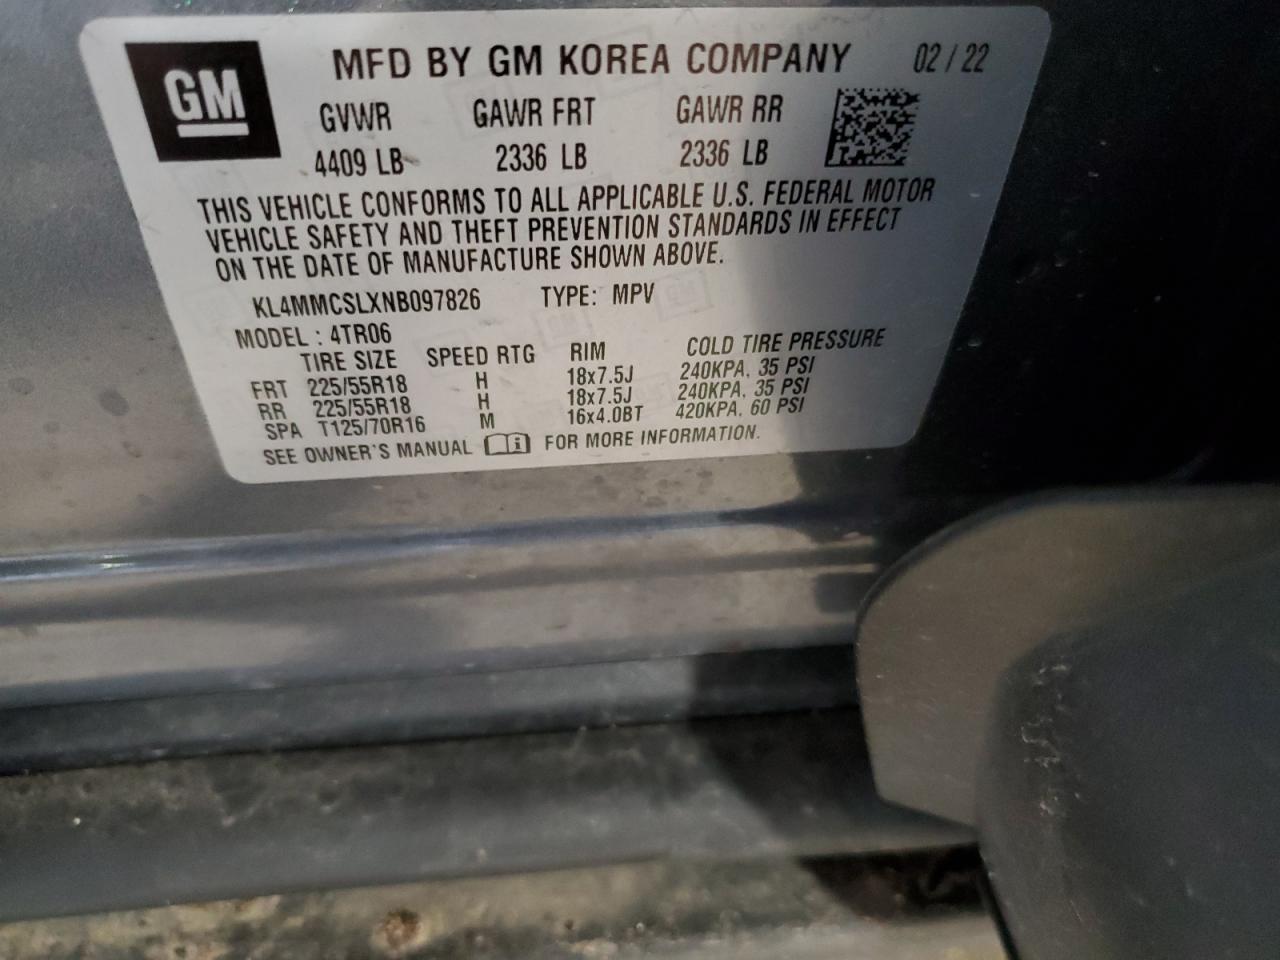 GM
MFD BY GM KOREA COMPANY 02 / 22
GVWR GAWR FRT GAWR RR
4409 LB 2336 LB 2336 LB
THIS VEHICLE CONFORMS TO ALL APPLICABLE U.S. FEDERAL MOTOR
VEHICLE SAFETY AND THEFT PREVENTION STANDARDS IN EFFECT
ON THE DATE OF MANUFACTURE SHOWN ABOVE.
KL4MMCSLXNB097826 TYPE: MPV
MODEL : 4TR06
TIRE SIZE SPEED RTG RIM COLD TIRE PRESSURE
FRT 225/55R18 H 18x7.5J 240KPA, 35 PSI
RR 225/55R18 H 18x7.5J 240KPA, 35 PSI
SPA T125/70R16 M 16x4.0BT 420KPA, 60 PSI
SEE OWNER'S MANUAL i FOR MORE INFORMATION.